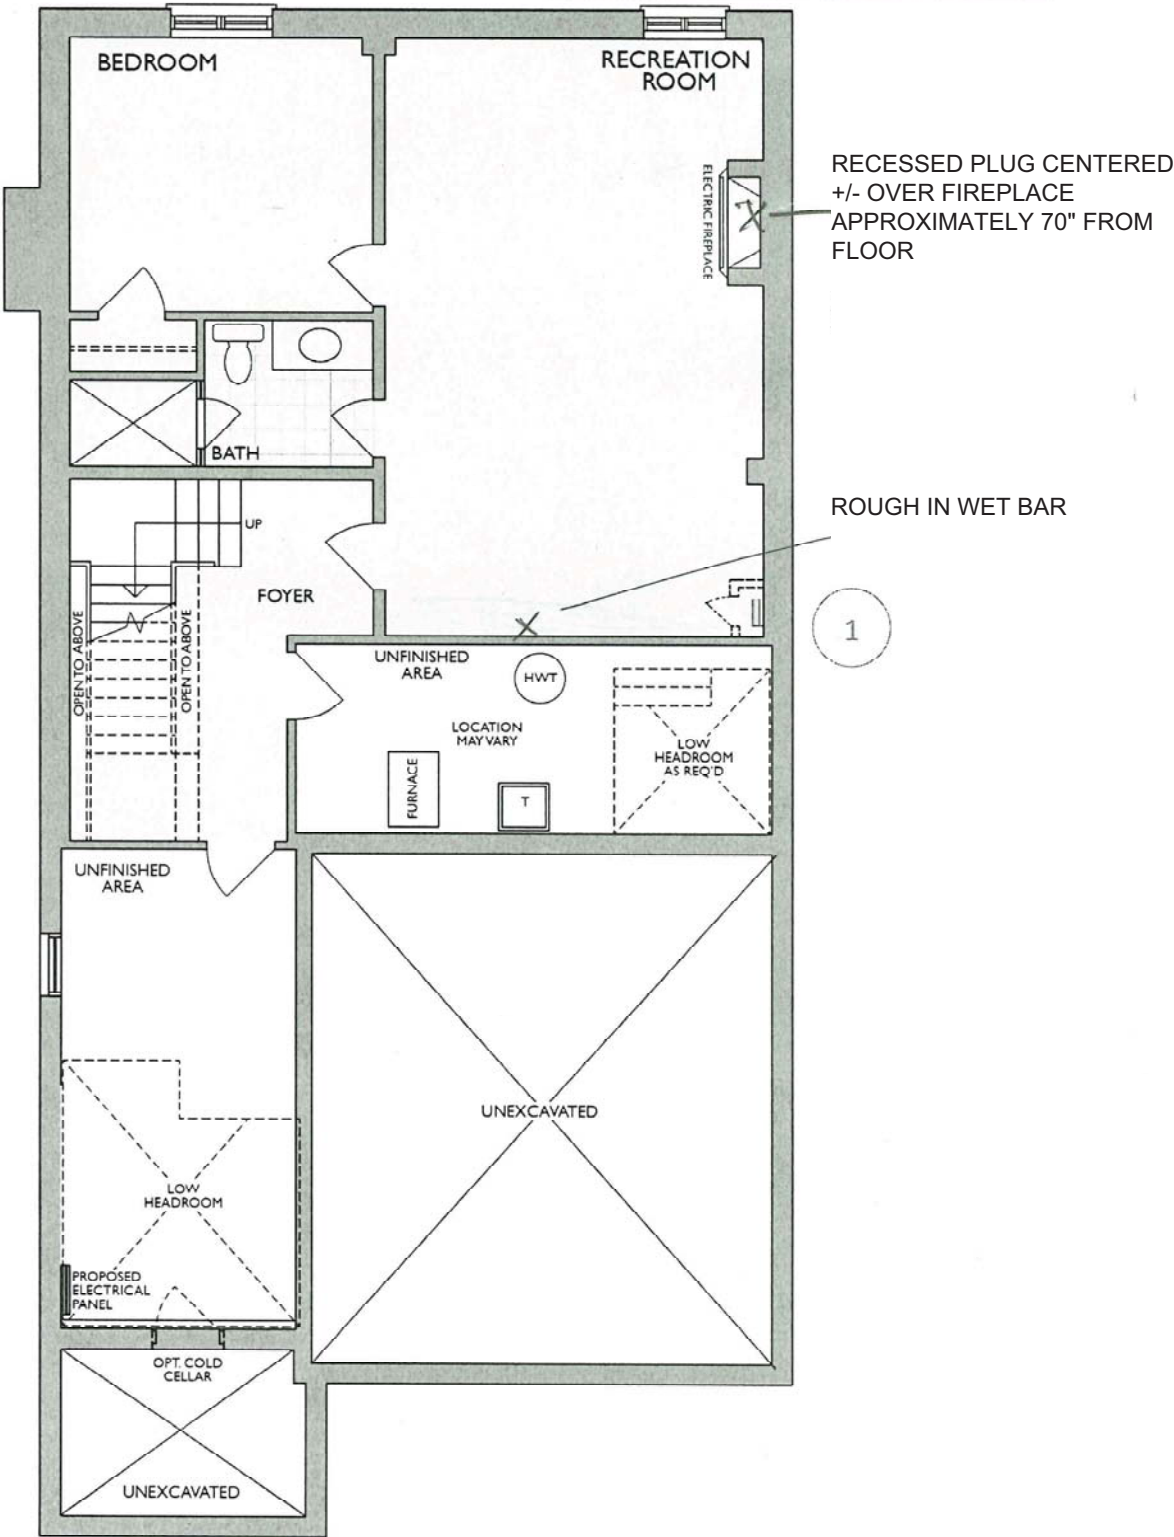 BEDROOM
RECREATION
ROOM
RECESSED PLUG CENTERED
+/- OVER FIREPLACE
APPROXIMATELY 70" FROM
FLOOR
ELECTRIC FIREPLACE
X
BATH
ROUGH IN WET BAR
UP
FOYER
1
OPEN TO ABOVE
OPEN TO ABOVE
X
UNFINISHED
AREA
HWT
LOCATION
MAY VARY
LOW
HEADROOM
AS REQ'D
FURNACE
T
UNFINISHED
AREA
UNEXCAVATED
LOW
HEADROOM
PROPOSED
ELECTRICAL
PANEL
OPT. COLD
CELLAR
UNEXCAVATED